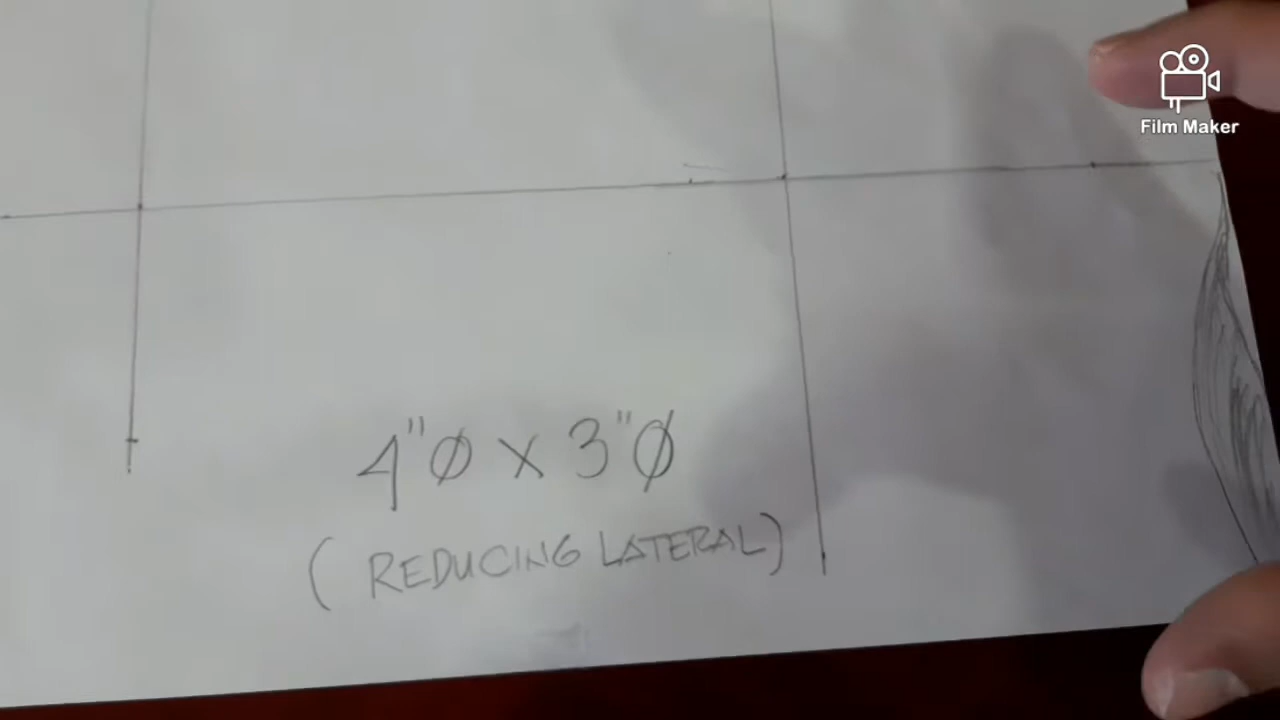 Film Maker
4"Ø X 3"Ø
( REDUCING LATERAL)